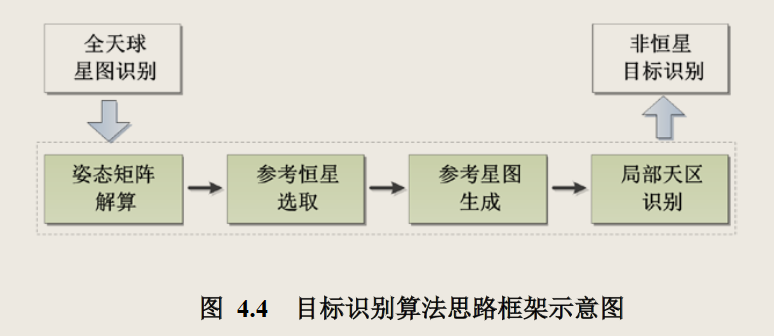 全天球
星图识别
非恒星
目标识别
姿态矩阵
解算
参考恒星
选取
参考星图
生成
局部天区
识别
图 4.4 目标识别算法思路框架示意图